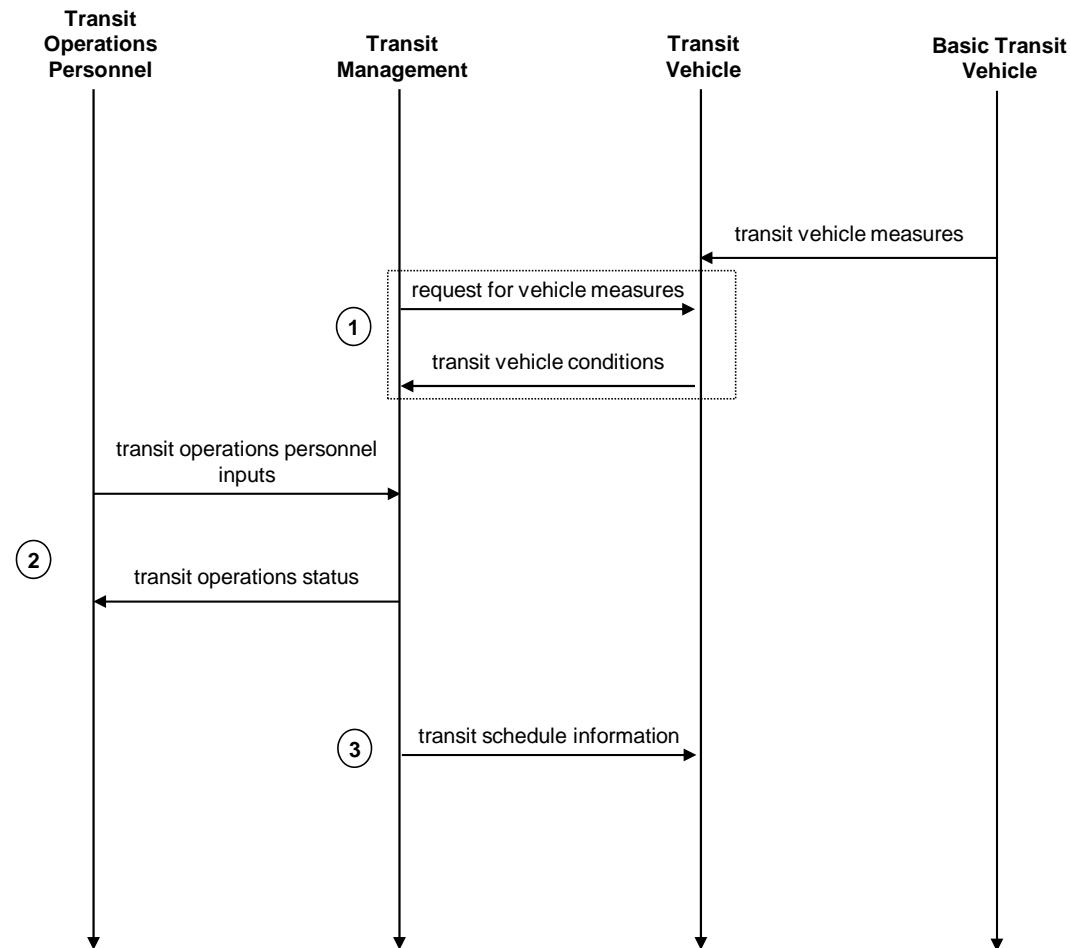 Transit
Operations
Personnel
Transit
Management
Transit
Vehicle
Basic Transit
Vehicle
transit vehicle measures
request for vehicle measures
1
transit vehicle conditions
transit operations personnel
inputs
2
transit operations status
3
transit schedule information